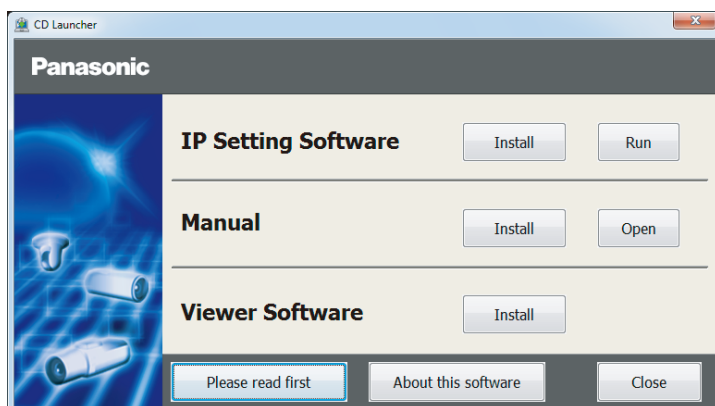 CD Launcher
Panasonic
IP Setting Software Install Run
Manual Install Open
Viewer Software Install
Please read first About this software Close